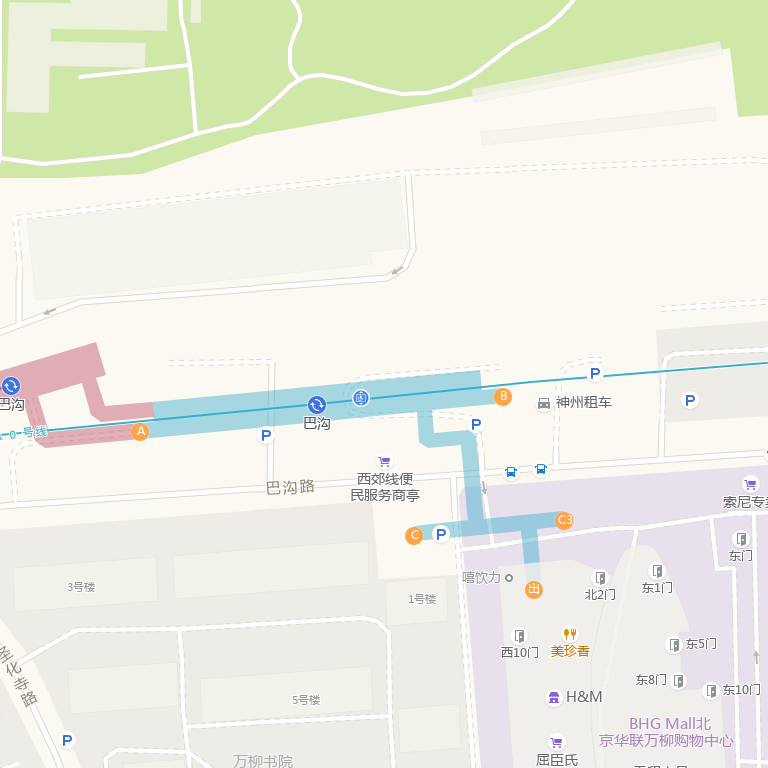 P
B
神州租车
P
巴沟
巴沟
P
A
P
10号线
西郊线便
民服务商亭
巴沟路
索尼专卖
C3
C
P
东门
嘻饮力
出
北2门
东1门
3号楼
1号楼
西10门
美珍香
东5门
东8门
东10门
圣化寺路
5号楼
H&M
BHG Mall北
京华联万柳购物中心
P
万柳书院
屈臣氏